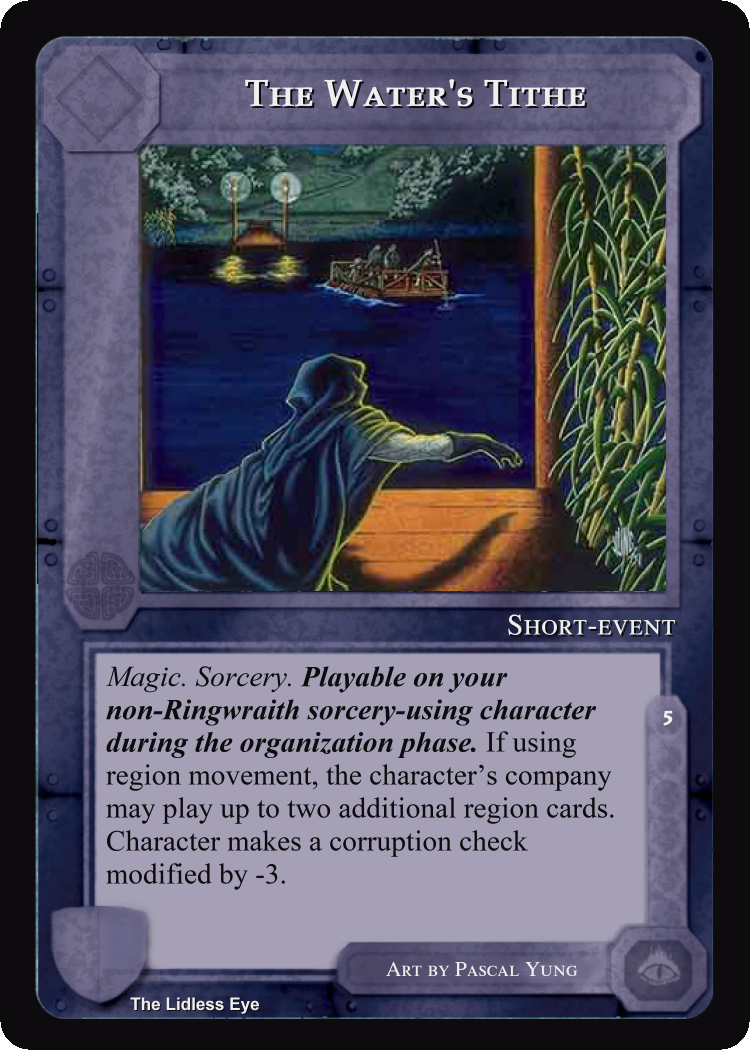 The Water's Tithe
Short-event
Magic. Sorcery. Playable on your
non-Ringwraith sorcery-using character
during the organization phase. If using
region movement, the character’s company
may play up to two additional region cards.
Character makes a corruption check
modified by -3.
5
Art by Pascal Yung
The Lidless Eye